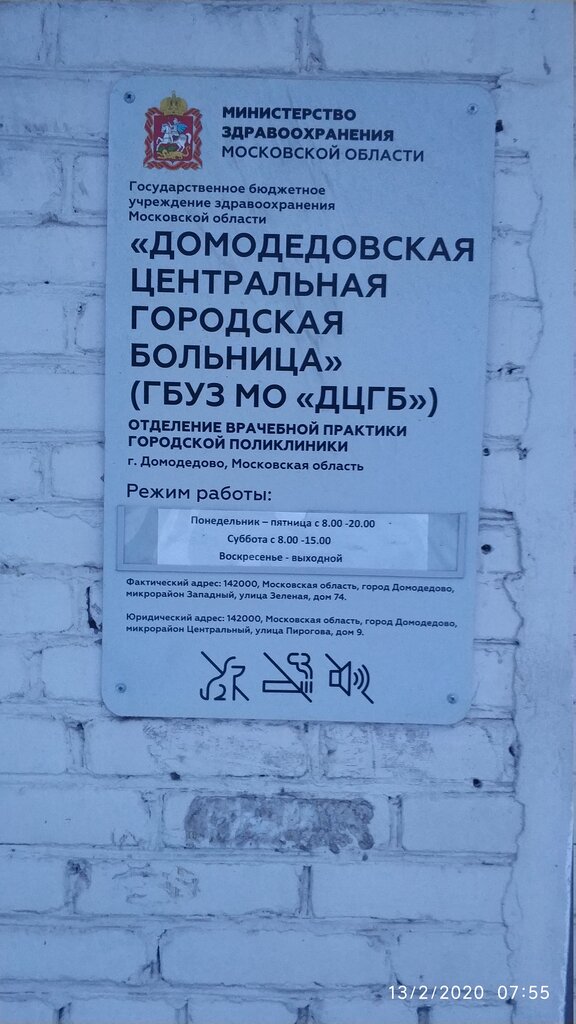 МИНИСТЕРСТВО
ЗДРАВООХРАНЕНИЯ
МОСКОВСКОЙ ОБЛАСТИ
Государственное бюджетное
учреждение здравоохранения
Московской области
«ДОМОДЕДОВСКАЯ
ЦЕНТРАЛЬНАЯ
ГОРОДСКАЯ
БОЛЬНИЦА»
(ГБУЗ МО «ДЦГБ»)
ОТДЕЛЕНИЕ ВРАЧЕБНОЙ ПРАКТИКИ
ГОРОДСКОЙ ПОЛИКЛИНИКИ
г. Домодедово, Московская область
Режим работы:
Понедельник – пятница с 8.00 -20.00
Суббота с 8.00 -15.00
Воскресенье - выходной
Фактический адрес: 142000, Московская область, город Домодедово,
микрорайон Западный, улица Зеленая, дом 74.
Юридический адрес: 142000, Московская область, город Домодедово,
микрорайон Центральный, улица Пирогова, дом 9.
13/2/2020 07:55